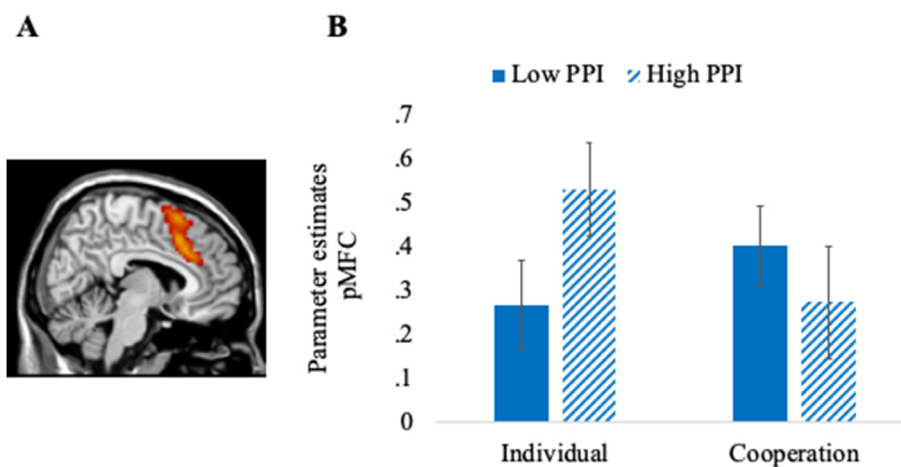 A
B
Low PPI
High PPI
Parameter estimates
pMFC
.7
.6
.5
.4
.3
.2
.1
0
Individual
Cooperation